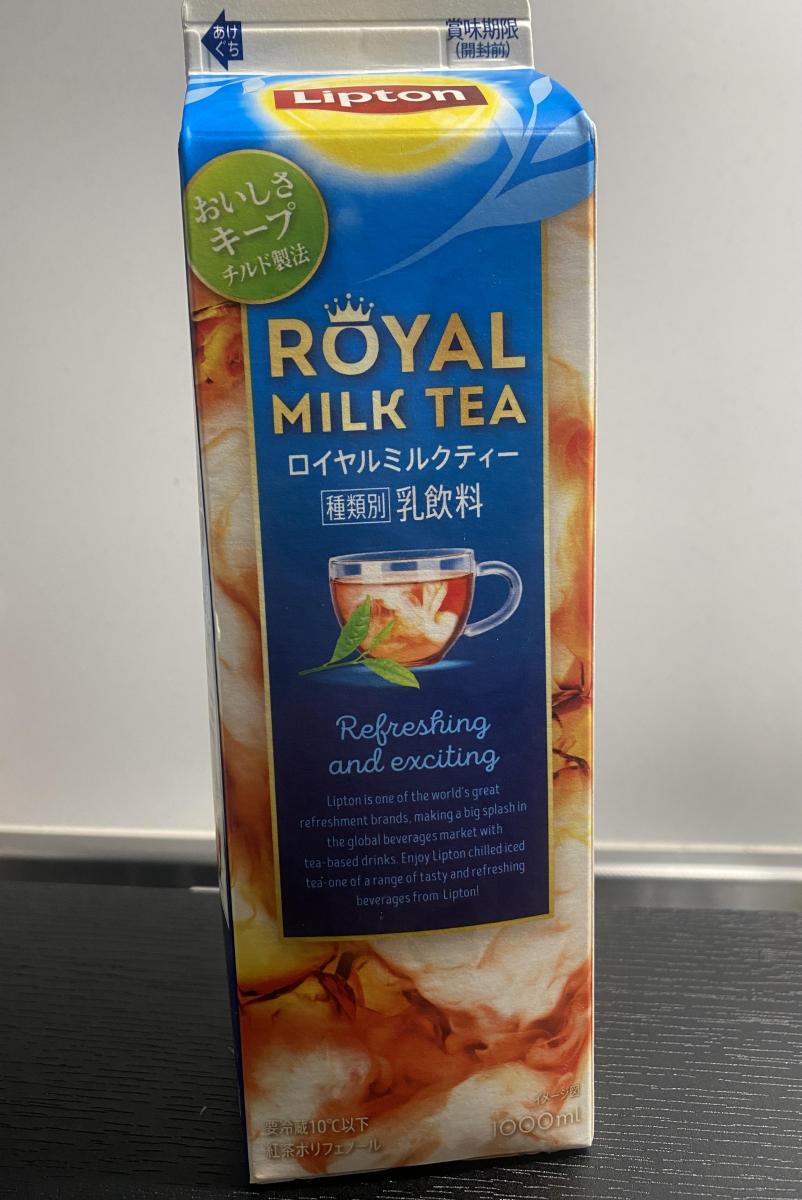 あけ
ぐち
賞味期限
(開封前)
Lipton
おいしさ
キープ
チルド製法
ROYAL
MILK TEA
ロイヤルミルクティー
種類別 乳飲料
Refreshing
and exciting
Lipton is one of the world's great
refreshment brands, making a big splash in
the global beverages market with
tea-based drinks. Enjoy Lipton chilled iced
tea-one of a range of tasty and refreshing
beverages from Lipton!
イメージ図
要冷蔵10℃以下
1000ml
紅茶ポリフェノール